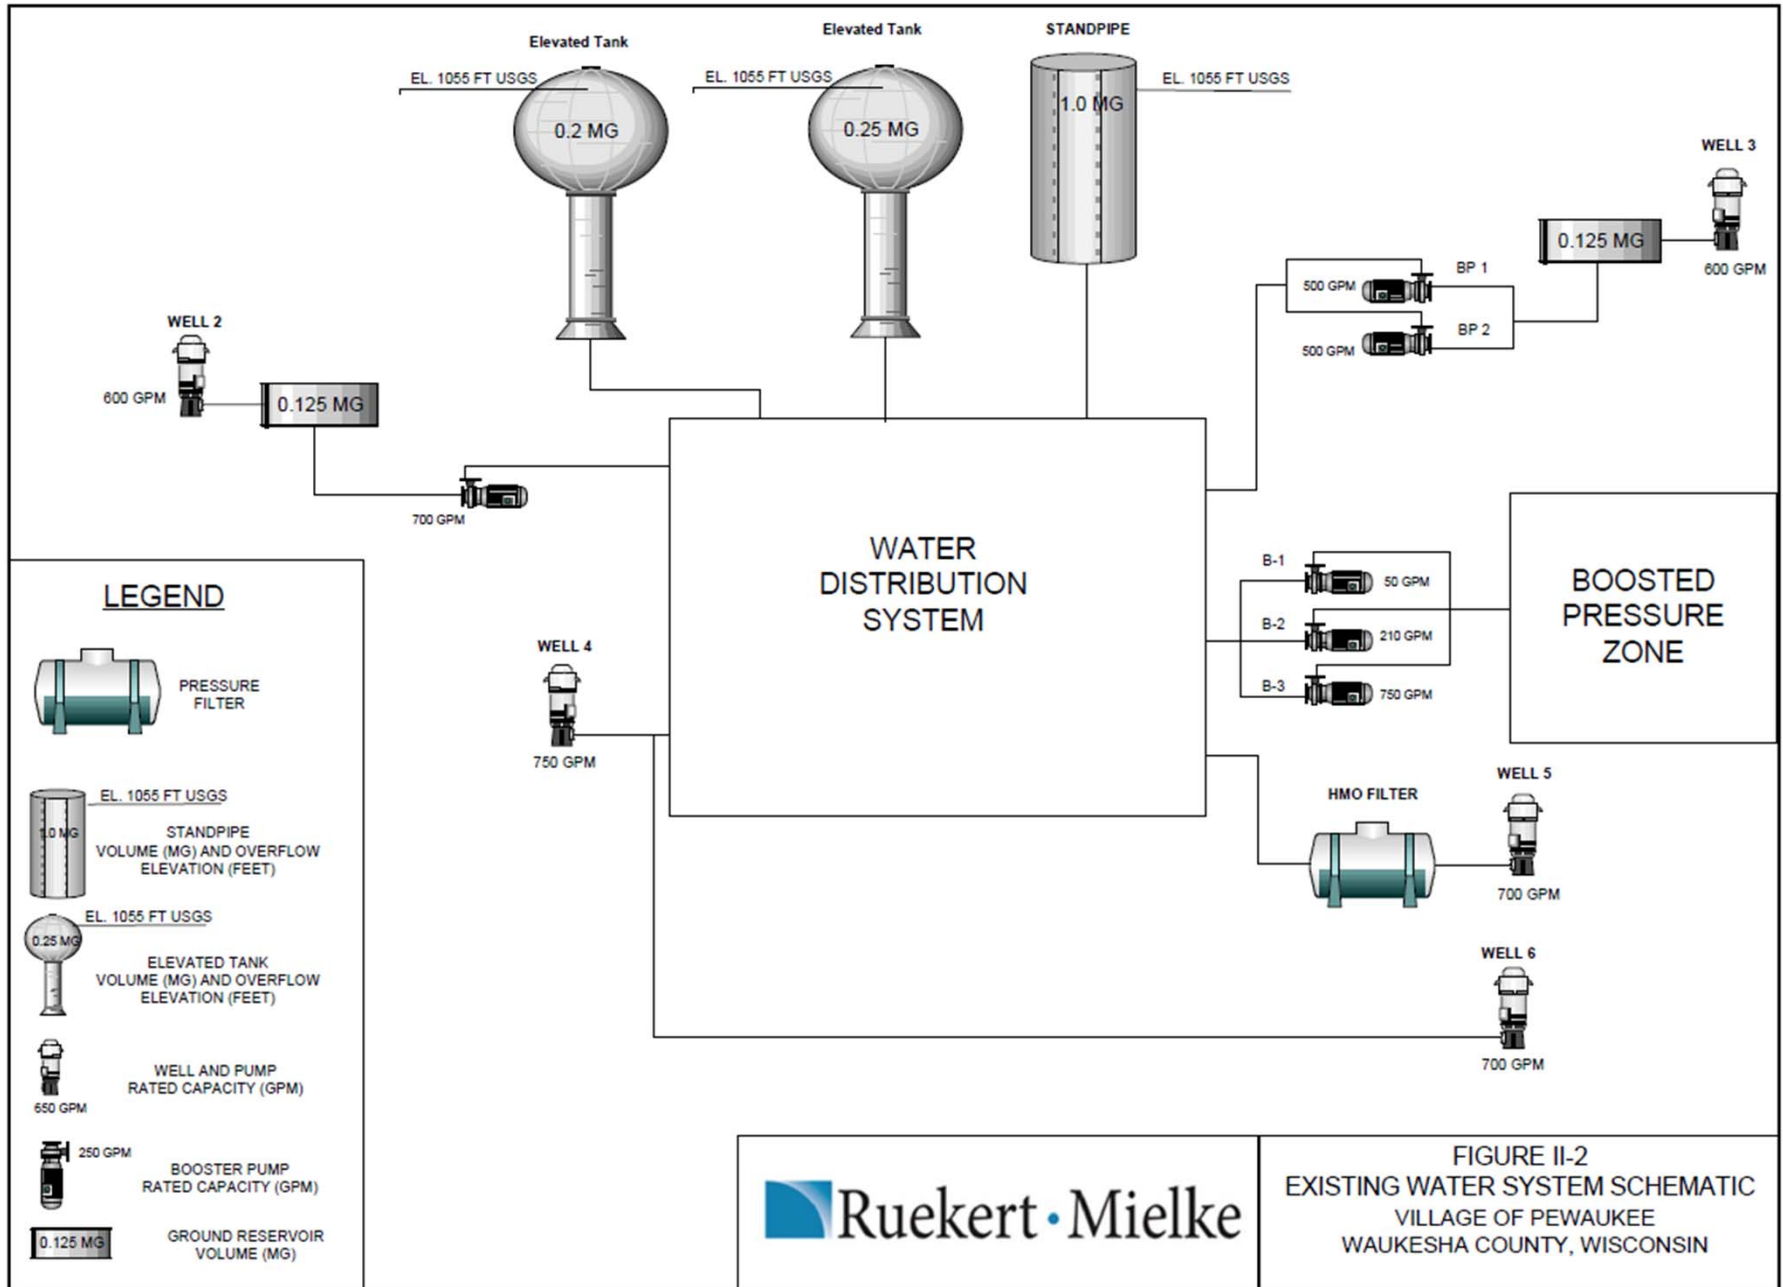 Elevated Tank
EL. 1055 FT USGS
0.2 MG
Elevated Tank
EL. 1055 FT USGS
0.25 MG
STANDPIPE
EL. 1055 FT USGS
1.0 MG
WELL 3
0.125 MG
600 GPM
BP 1
500 GPM
BP 2
500 GPM
WELL 2
600 GPM
0.125 MG
700 GPM
WATER
DISTRIBUTION
SYSTEM
B-1
50 GPM
B-2
210 GPM
B-3
750 GPM
BOOSTED
PRESSURE
ZONE
WELL 4
750 GPM
HMO FILTER
WELL 5
700 GPM
WELL 6
700 GPM
LEGEND
PRESSURE
FILTER
EL. 1055 FT USGS
1.0 MG
STANDPIPE
VOLUME (MG) AND OVERFLOW
ELEVATION (FEET)
EL. 1055 FT USGS
0.25 MG
ELEVATED TANK
VOLUME (MG) AND OVERFLOW
ELEVATION (FEET)
WELL AND PUMP
RATED CAPACITY (GPM)
650 GPM
250 GPM
BOOSTER PUMP
RATED CAPACITY (GPM)
0.125 MG
GROUND RESERVOIR
VOLUME (MG)
Ruekert·Mielke
FIGURE II-2
EXISTING WATER SYSTEM SCHEMATIC
VILLAGE OF PEWAUKEE
WAUKESHA COUNTY, WISCONSIN